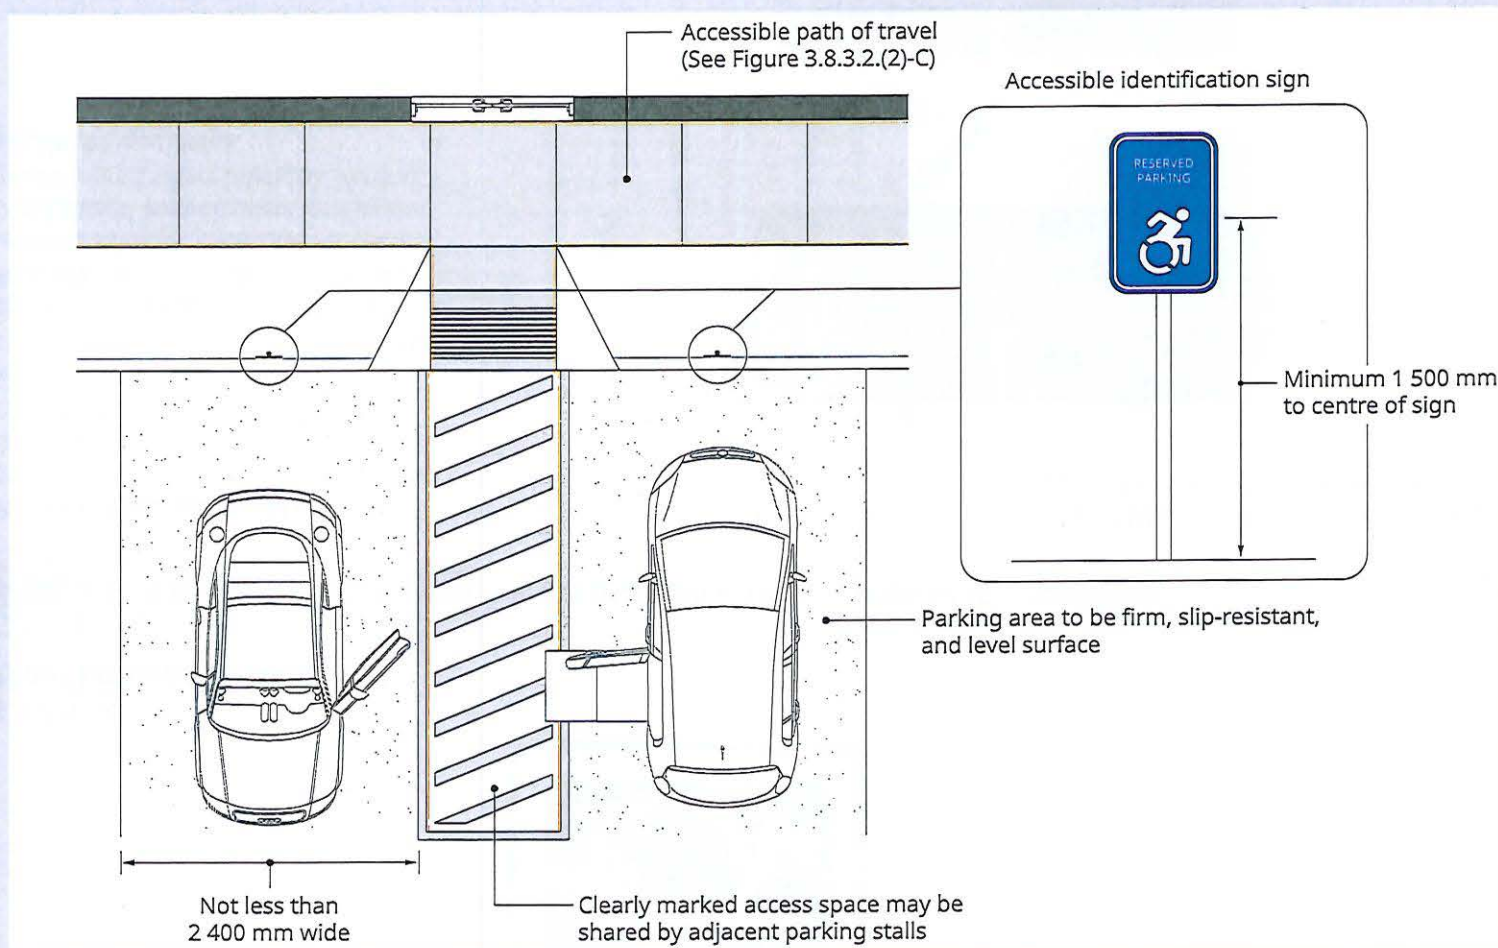 Accessible path of travel
(See Figure 3.8.3.2.(2)-C)
Accessible identification sign
RESERVED
PARKING
Minimum 1 500 mm
to centre of sign
Parking area to be firm, slip-resistant,
and level surface
Not less than
2 400 mm wide
Clearly marked access space may be
shared by adjacent parking stalls